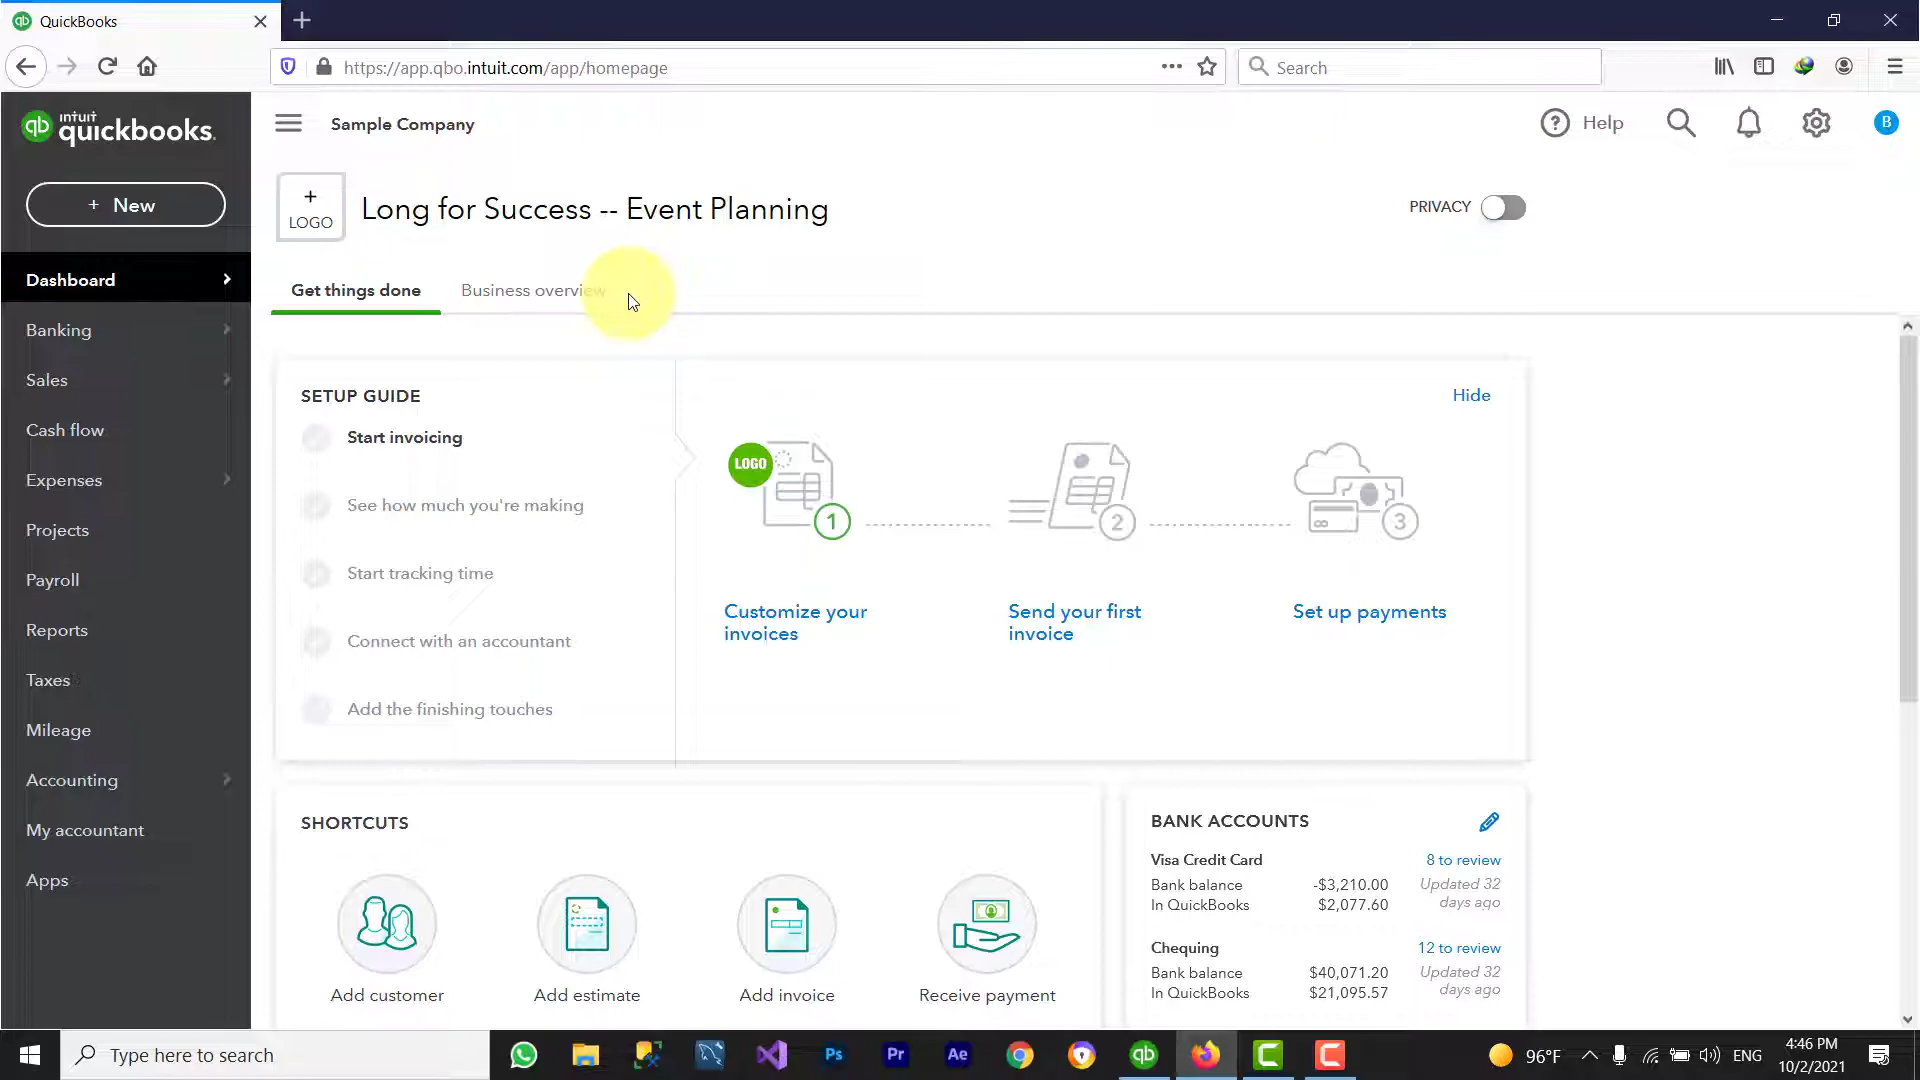 QuickBooks
https://app.qbo.intuit.com/app/homepage
Search
intuit
quickbooks.
Sample Company
Help
B
+ New
+
LOGO
Long for Success -- Event Planning
PRIVACY
Dashboard
Banking
Sales
Cash flow
Expenses
Projects
Payroll
Reports
Taxes
Mileage
Accounting
My accountant
Apps
Get things done
Business overview
SETUP GUIDE
Hide
Start invoicing
See how much you're making
Start tracking time
Connect with an accountant
Add the finishing touches
LOGO
1
2
3
Customize your
invoices
Send your first
invoice
Set up payments
SHORTCUTS
Add customer
Add estimate
Add invoice
Receive payment
BANK ACCOUNTS
Visa Credit Card 8 to review
Bank balance -$3,210.00 Updated 32
In QuickBooks $2,077.60 days ago
Chequing 12 to review
Bank balance $40,071.20 Updated 32
In QuickBooks $21,095.57 days ago
Type here to search
Ps
Pr
Ae
qb
96°F
ENG
4:46 PM
10/2/2021